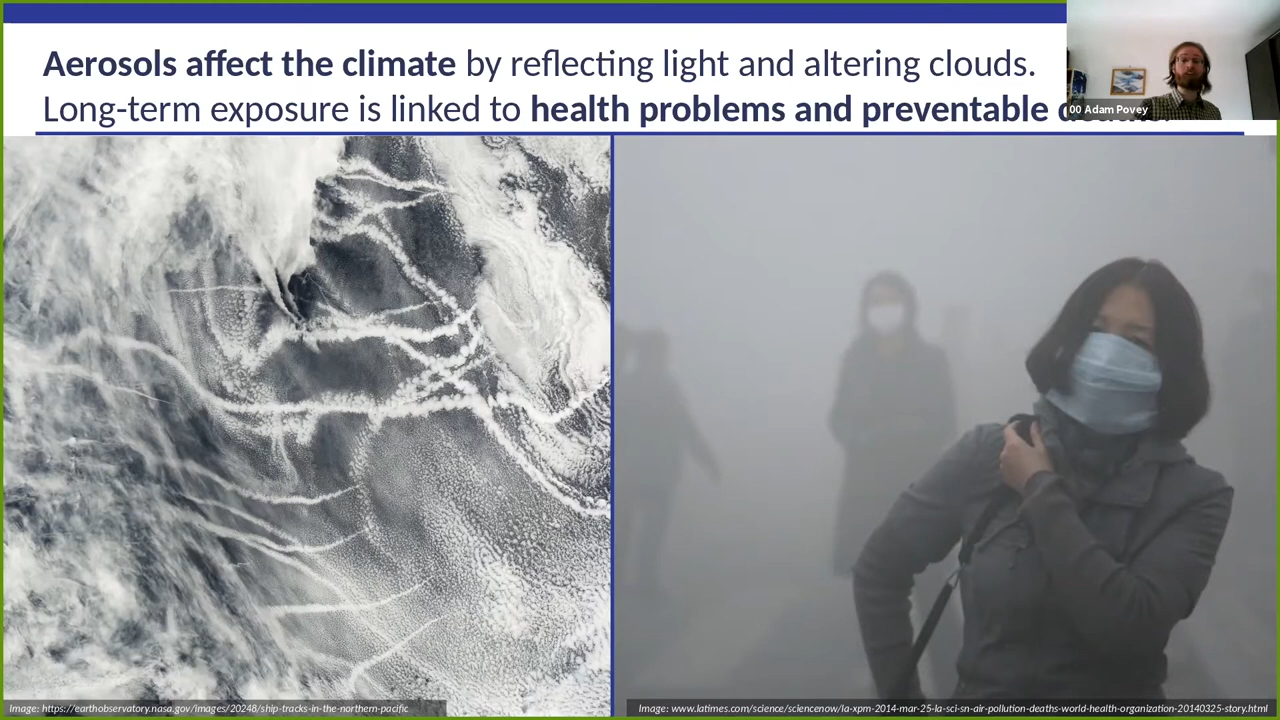 Aerosols affect the climate by reflecting light and altering clouds.
Long-term exposure is linked to health problems and preventable
00 Adam Povey
Image: https://earthobservatory.nasa.gov/images/20248/ship-tracks-in-the-northern-pacific
Image: www.latimes.com/science/sciencenow/la-xpm-2014-mar-25-la-sci-sn-air-pollution-deaths-world-health-organization-20140325-story.html